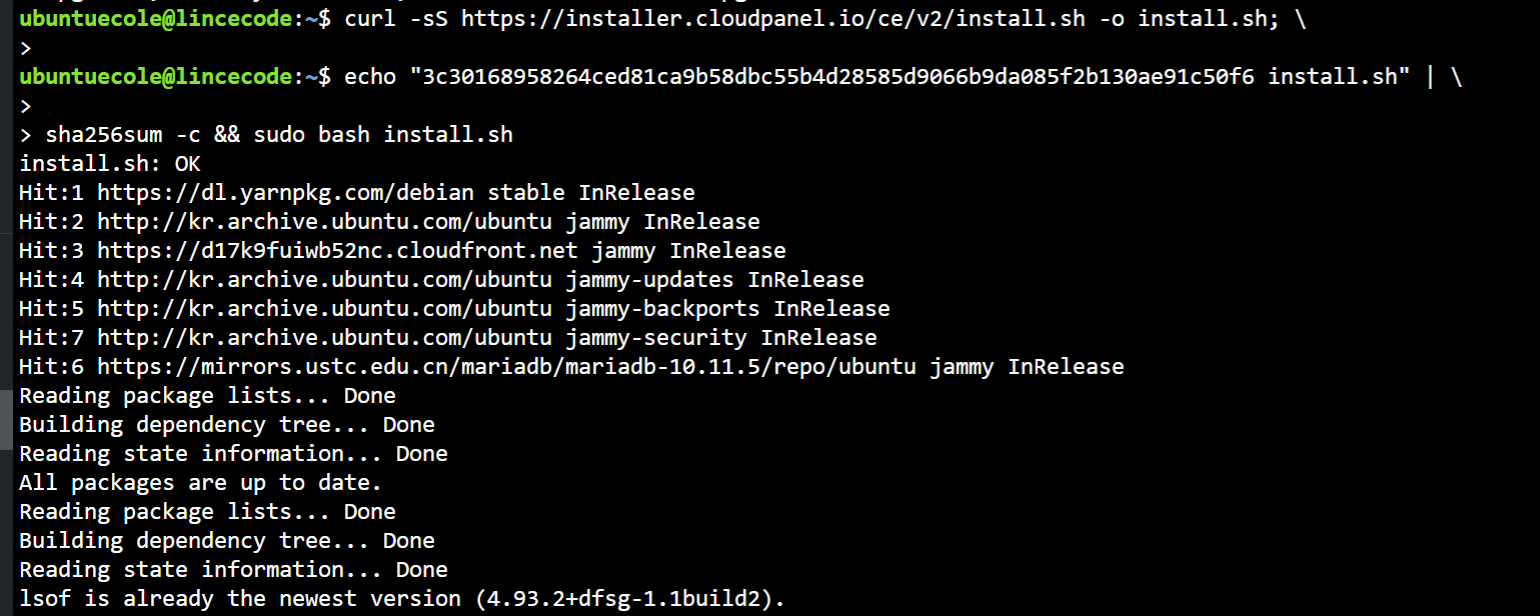 ubuntuecole@lincecode:~$ curl -sS https://installer.cloudpanel.io/ce/v2/install.sh -o install.sh; \
>
ubuntuecole@lincecode:~$ echo "3c30168958264ced81ca9b58dbc55b4d28585d9066b9da085f2b130ae91c50f6 install.sh" | \
>
> sha256sum -c && sudo bash install.sh
install.sh: OK
Hit:1 https://dl.yarnpkg.com/debian stable InRelease
Hit:2 http://kr.archive.ubuntu.com/ubuntu jammy InRelease
Hit:3 https://d17k9fuiwb52nc.cloudfront.net jammy InRelease
Hit:4 http://kr.archive.ubuntu.com/ubuntu jammy-updates InRelease
Hit:5 http://kr.archive.ubuntu.com/ubuntu jammy-backports InRelease
Hit:7 http://kr.archive.ubuntu.com/ubuntu jammy-security InRelease
Hit:6 https://mirrors.ustc.edu.cn/mariadb/mariadb-10.11.5/repo/ubuntu jammy InRelease
Reading package lists... Done
Building dependency tree... Done
Reading state information... Done
All packages are up to date.
Reading package lists... Done
Building dependency tree... Done
Reading state information... Done
lsof is already the newest version (4.93.2+dfsg-1.1build2).